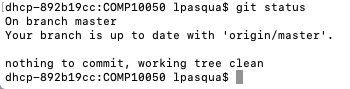 dhcp-892b19cc:COMP10050 lpasqua$ git status
On branch master
Your branch is up to date with 'origin/master'.

nothing to commit, working tree clean
dhcp-892b19cc:COMP10050 lpasqua$